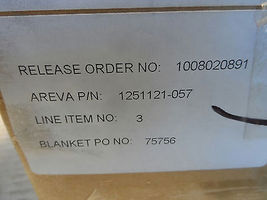 RELEASE ORDER NO: 1008020891
AREVA P/N: 1251121-057
LINE ITEM NO: 3
BLANKET PO NO: 75756